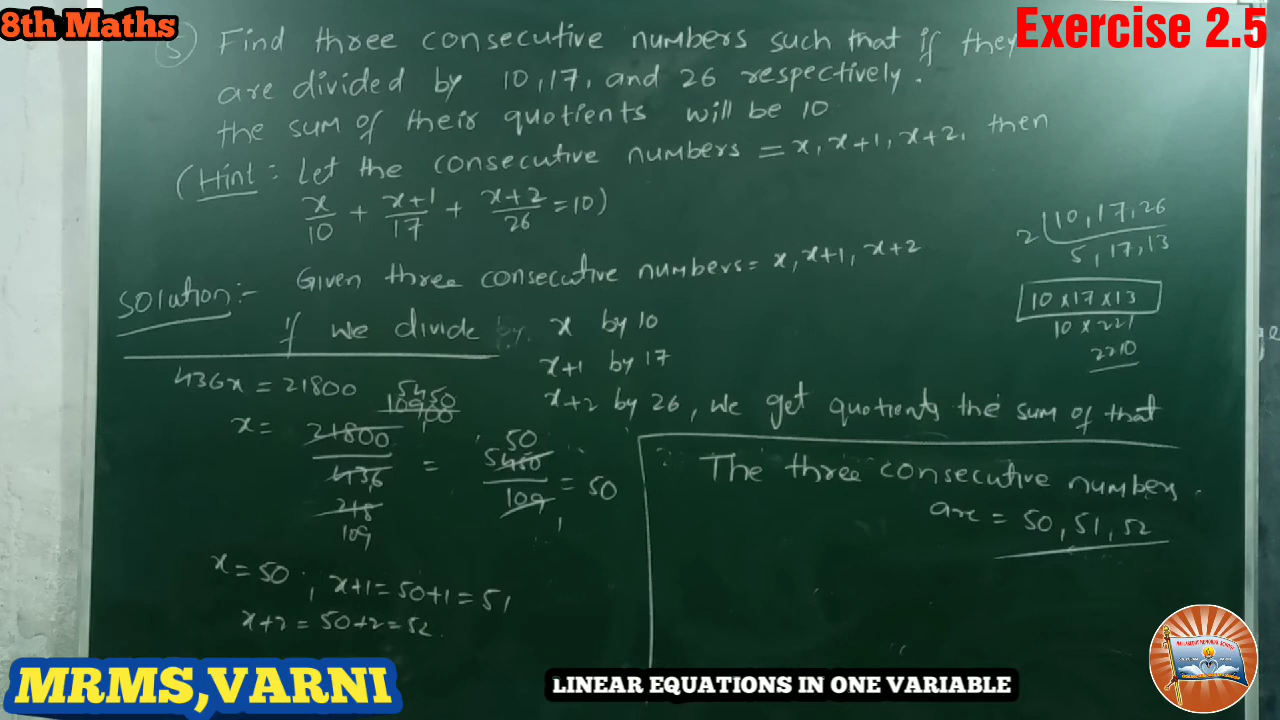 8th Maths
Exercise 2.5
5) Find three consecutive numbers such that if they
are divided by 10, 17, and 26 respectively.
the sum of their quotients will be 10
(Hint : Let the consecutive numbers = x, x+1, x+2, then
x/10 + x+1/17 + x+2/26 = 10)
Solution:- Given three consecutive numbers = x, x+1, x+2
If we divide by. x by 10
x+1 by 17
x+2 by 26, we get quotients the sum of that
2 | 10, 17, 26
5, 17, 13
10 x 17 x 13
10 x 221
2210
436x = 21800
5450
10900
x = 21800/436 = 5450/109 = 50
218
109
50
1
x = 50, x+1 = 50+1 = 51
x+2 = 50+2 = 52.
The three consecutive numbers
are = 50, 51, 52
MRMS,VARNI
LINEAR EQUATIONS IN ONE VARIABLE